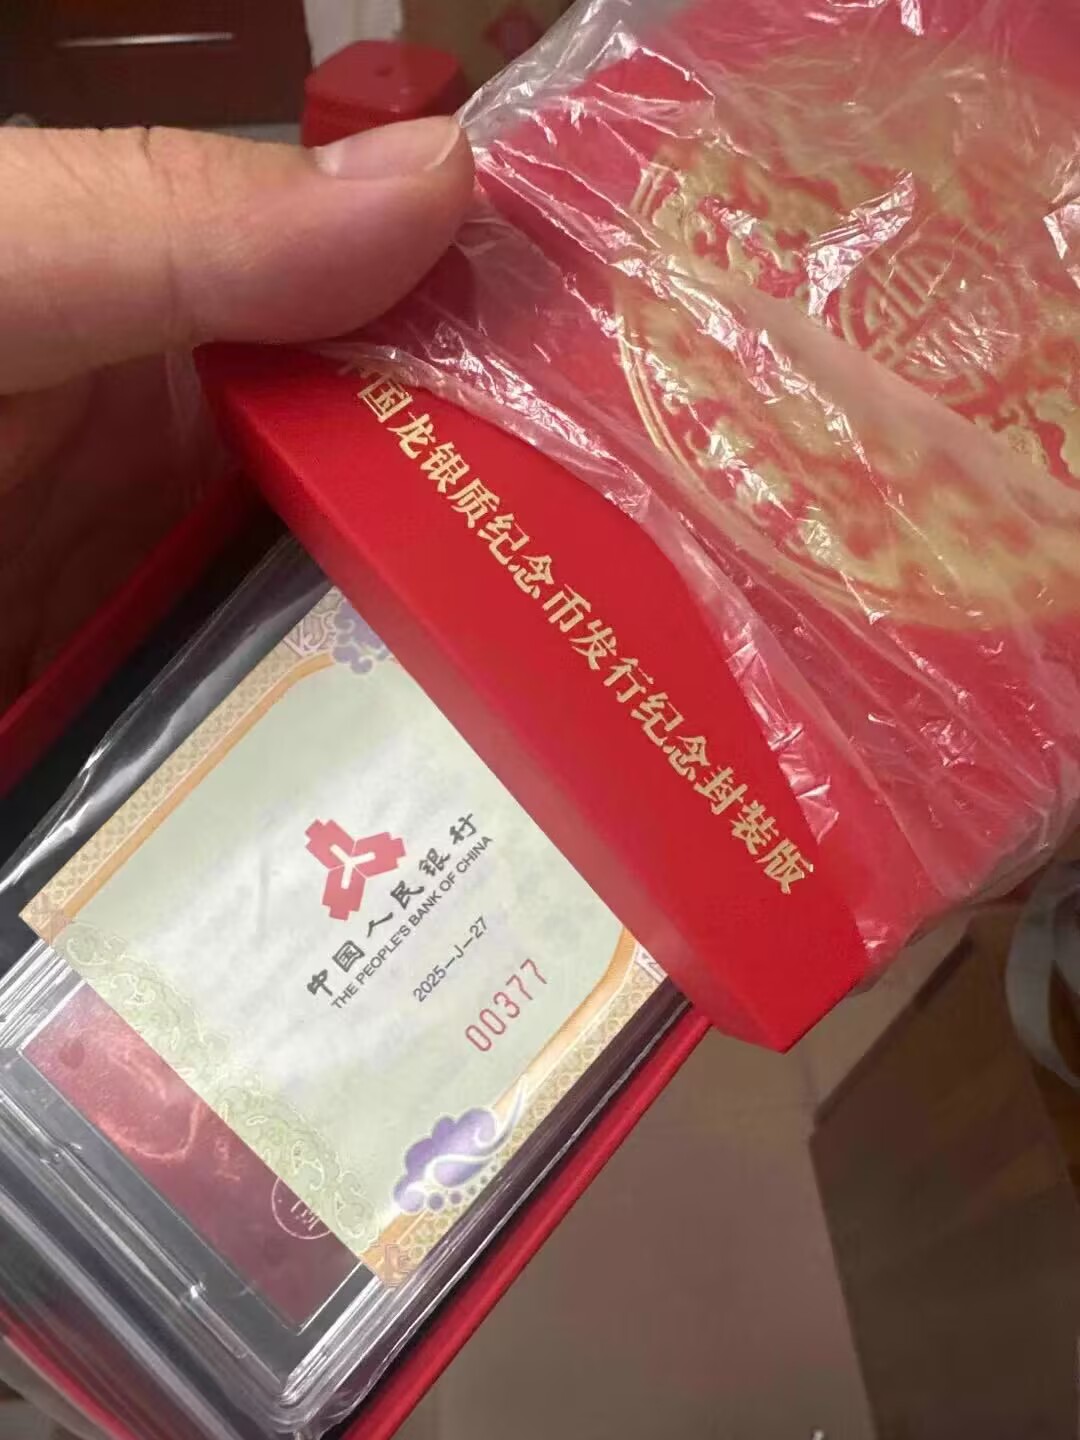 中国龙银质纪念币发行纪念封装版
中国人民银行
THE PEOPLE'S BANK OF CHINA
2025-J-27
00377